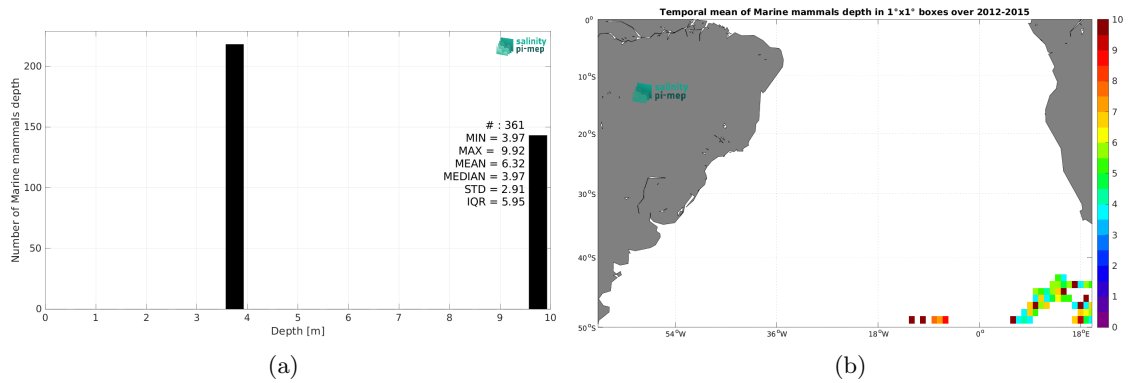 salinity
pi-mep
200
150
100
50
0
Number of Marine mammals depth
# : 361
MIN = 3.97
MAX = 9.92
MEAN = 6.32
MEDIAN = 3.97
STD = 2.91
IQR = 5.95
0 1 2 3 4 5 6 7 8 9 10
Depth [m]
(a)
Temporal mean of Marine mammals depth in 1°x1° boxes over 2012-2015
0°
10°S
20°S
30°S
40°S
50°S
salinity
pi-mep
54°W 36°W 18°W 0° 18°E
10
9
8
7
6
5
4
3
2
1
0
(b)